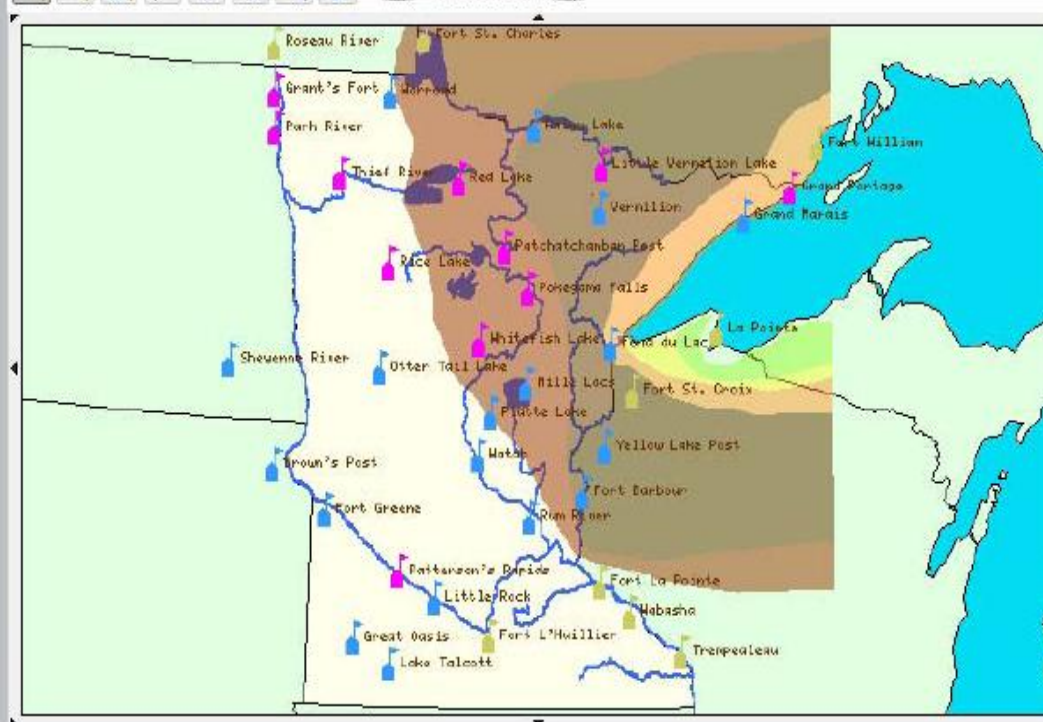 Roseau River
Fort St. Charles
Grant's Fort
Warroad
Park River
Rainy Lake
Fort William
Thief River
Red Lake
Little Vermilion Lake
Grand Portage
Vermilion
Grand Marais
Patchatchanban Post
Rice Lake
Pokegama Falls
La Pointe
Whitefish Lake
Fond du Lac
Shewenne River
Otter Tail Lake
Mille Lacs
Fort St. Croix
Platte Lake
Yellow Lake Post
Brown's Post
Watab
Fort Barbour
Fort Greene
Rum River
Patterson's Rapids
Fort La Pointe
Little Rock
Wabasha
Great Oasis
Fort L'Huillier
Trempealeau
Lake Talcott